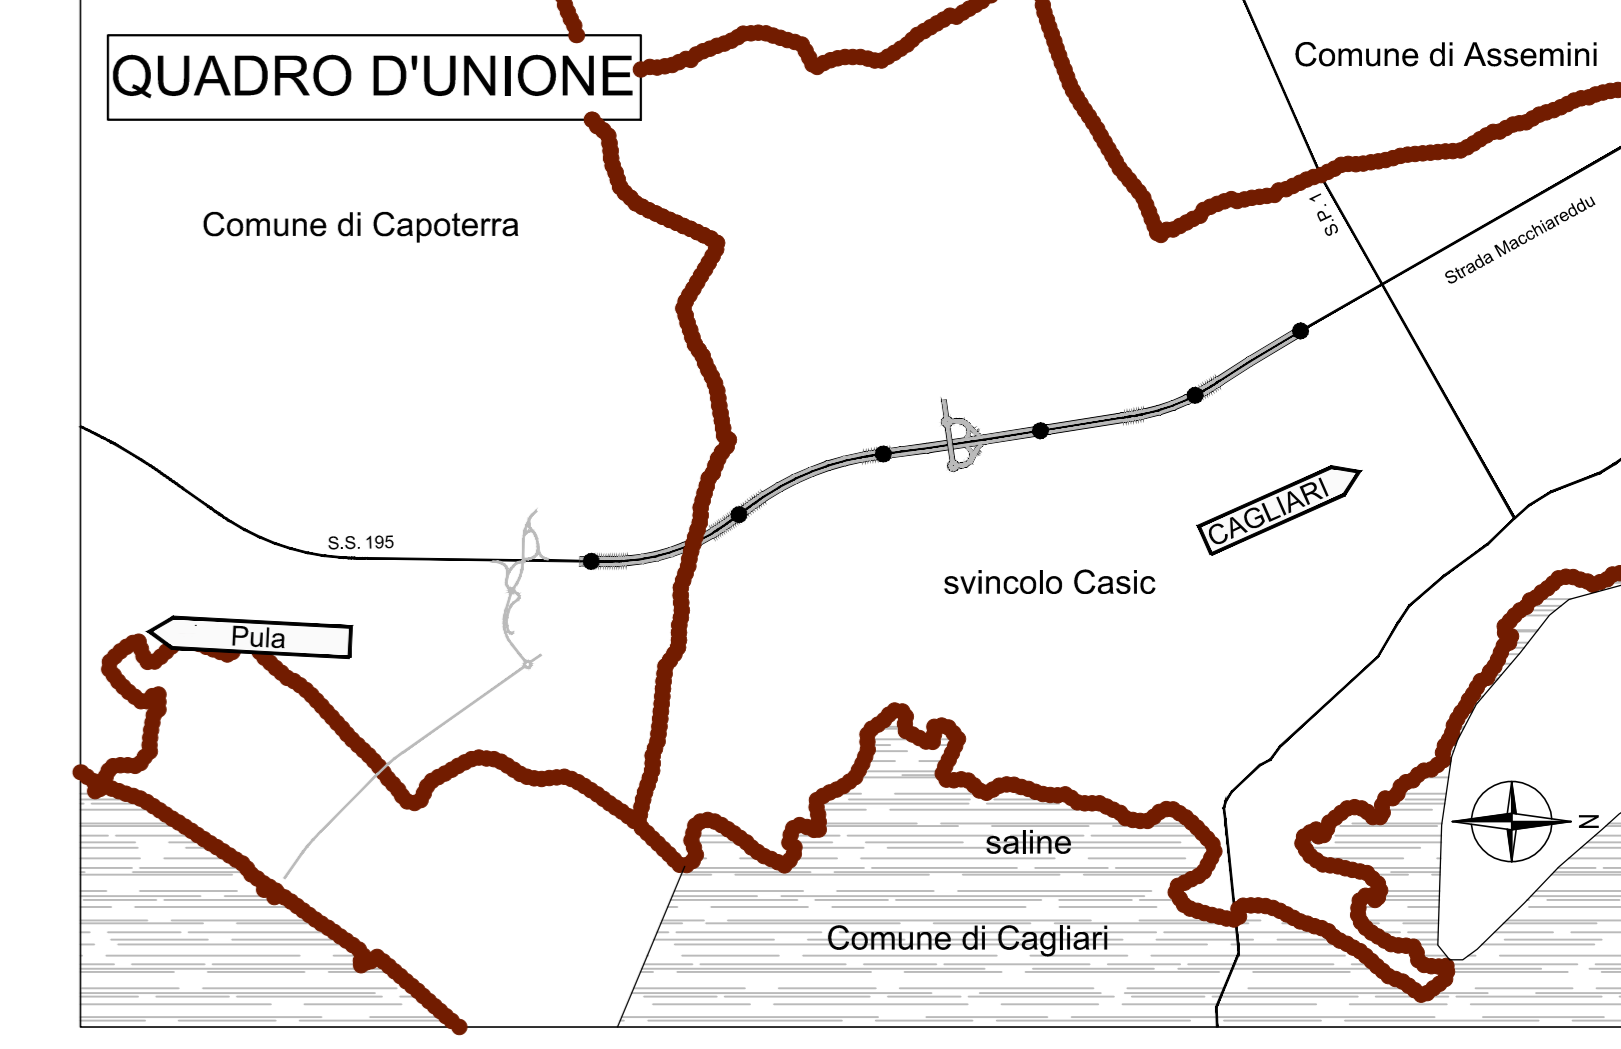 Comune di Assemini
QUADRO D'UNIONE
Comune di Capoterra
S.P. 1
Strada Macchiareddu
CAGLIARI
S.S. 195
svincolo Casic
Pula
N
saline
Comune di Cagliari